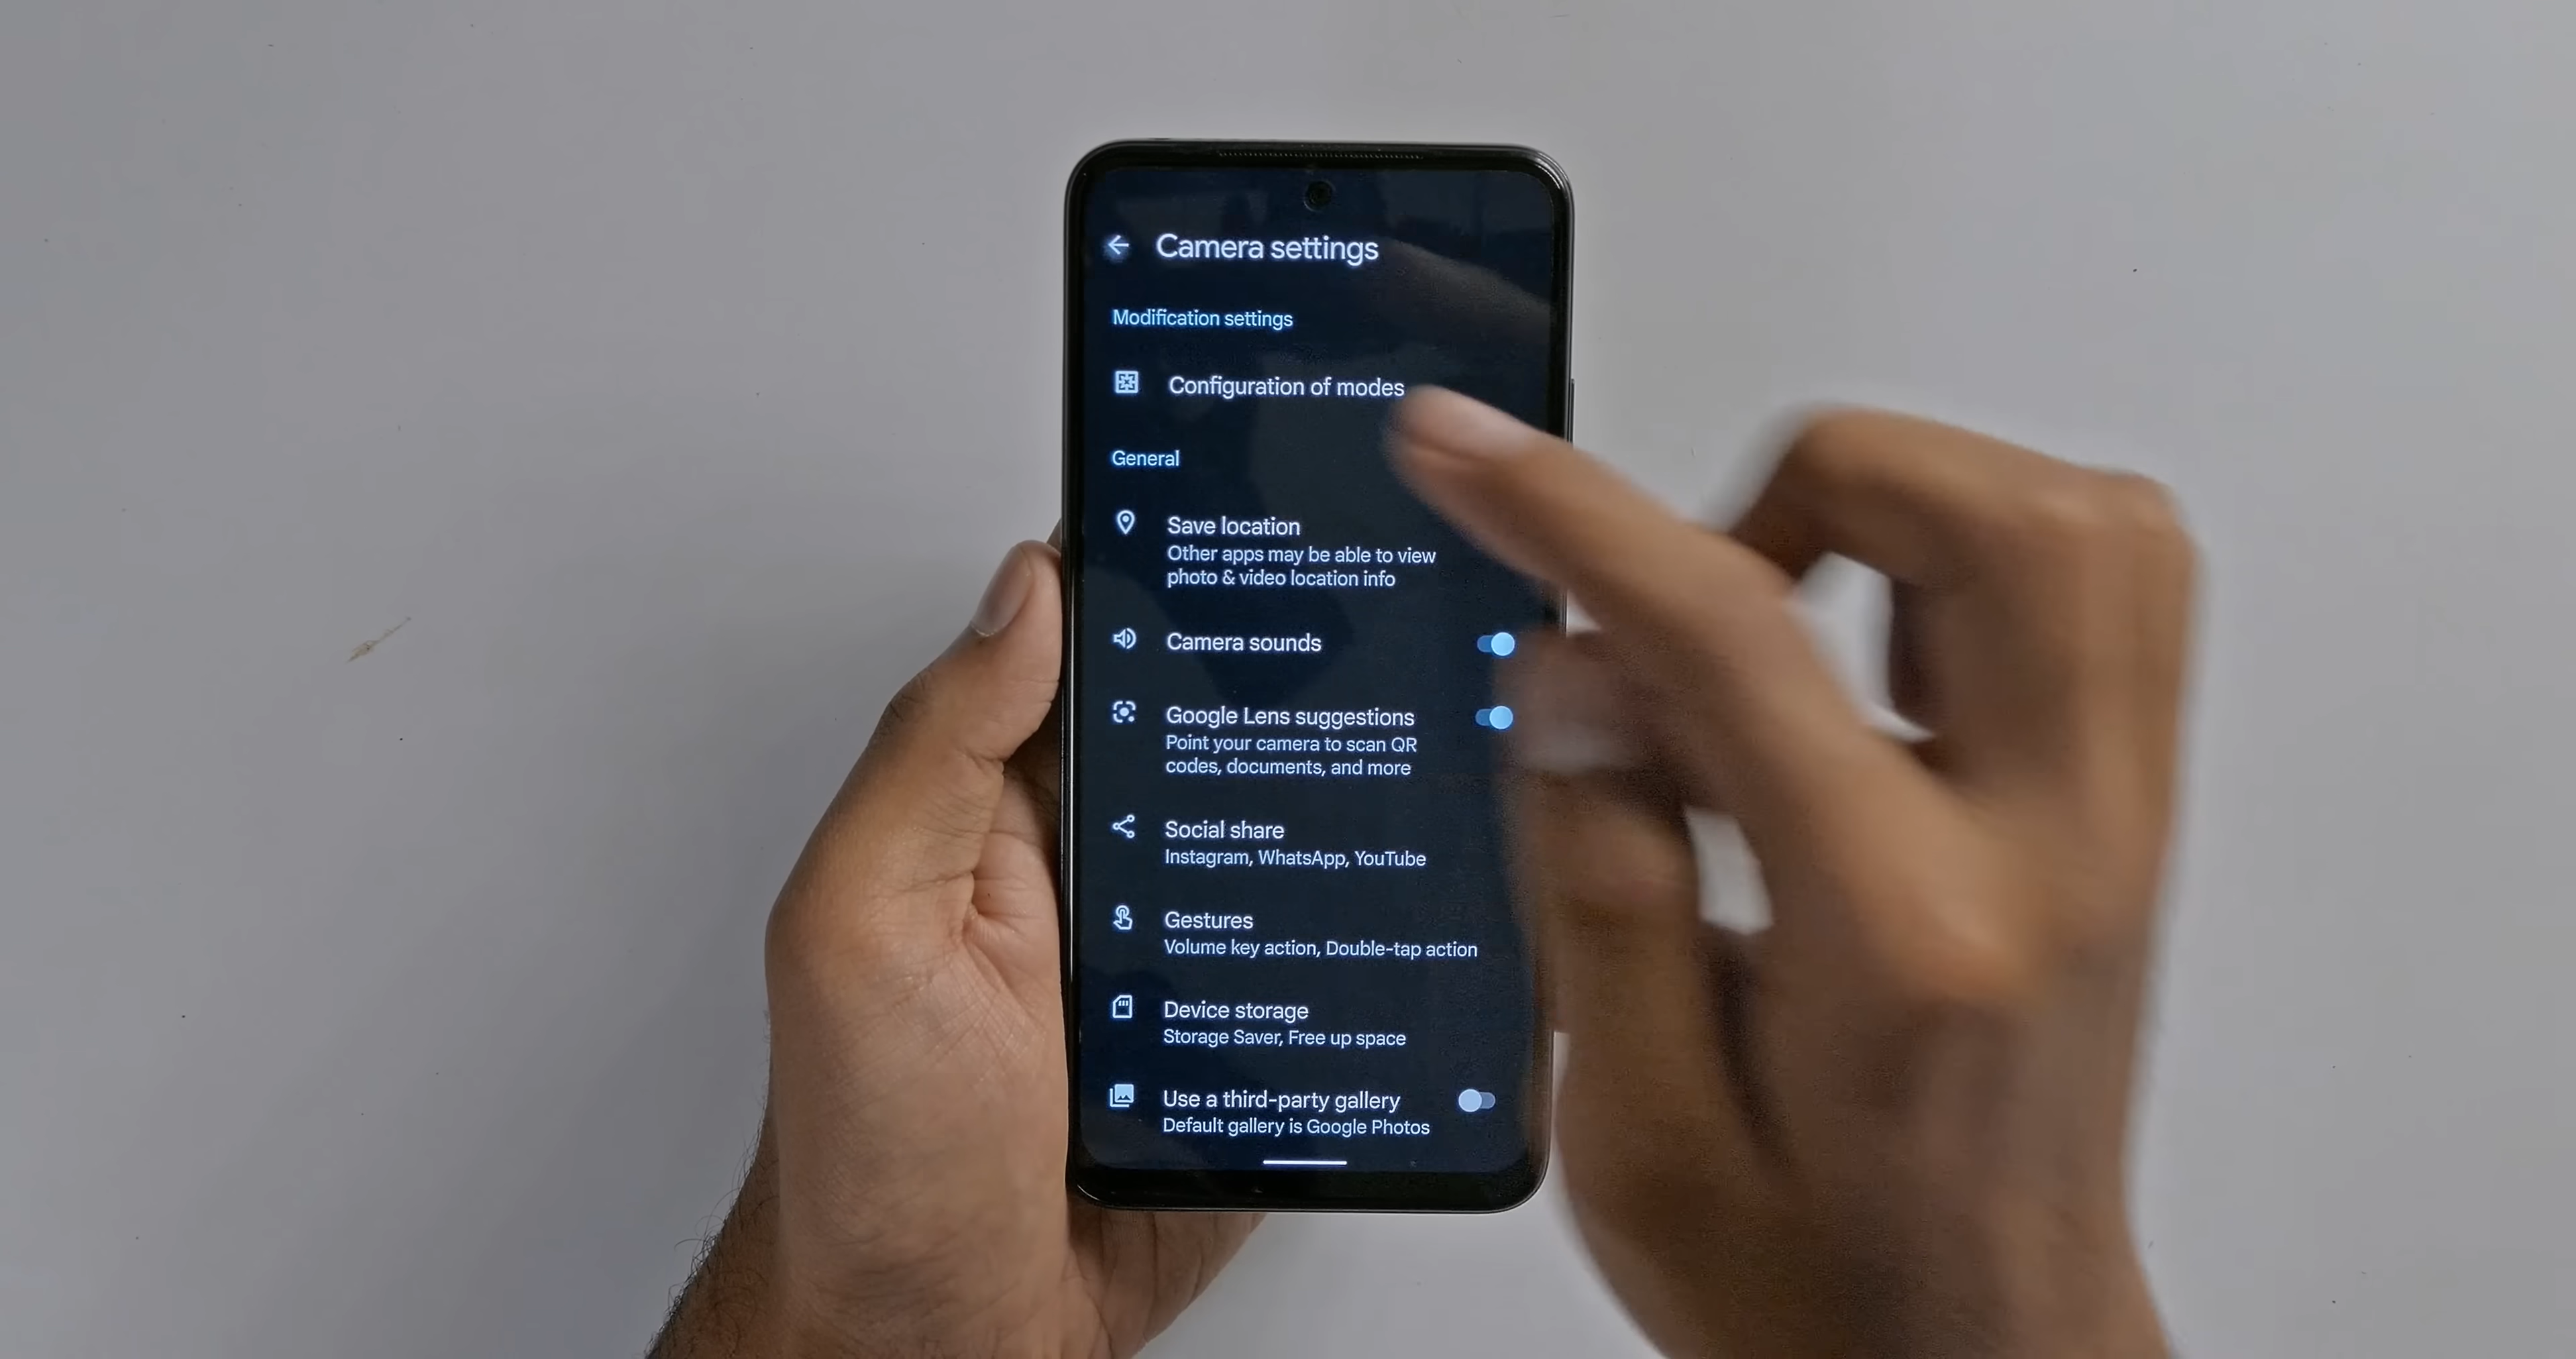 Camera settings
Modification settings
Configuration of modes
General
Save location
Other apps may be able to view
photo & video location info
Camera sounds
Google Lens suggestions
Point your camera to scan QR
codes, documents, and more
Social share
Instagram, WhatsApp, YouTube
Gestures
Volume key action, Double-tap action
Device storage
Storage Saver, Free up space
Use a third-party gallery
Default gallery is Google Photos